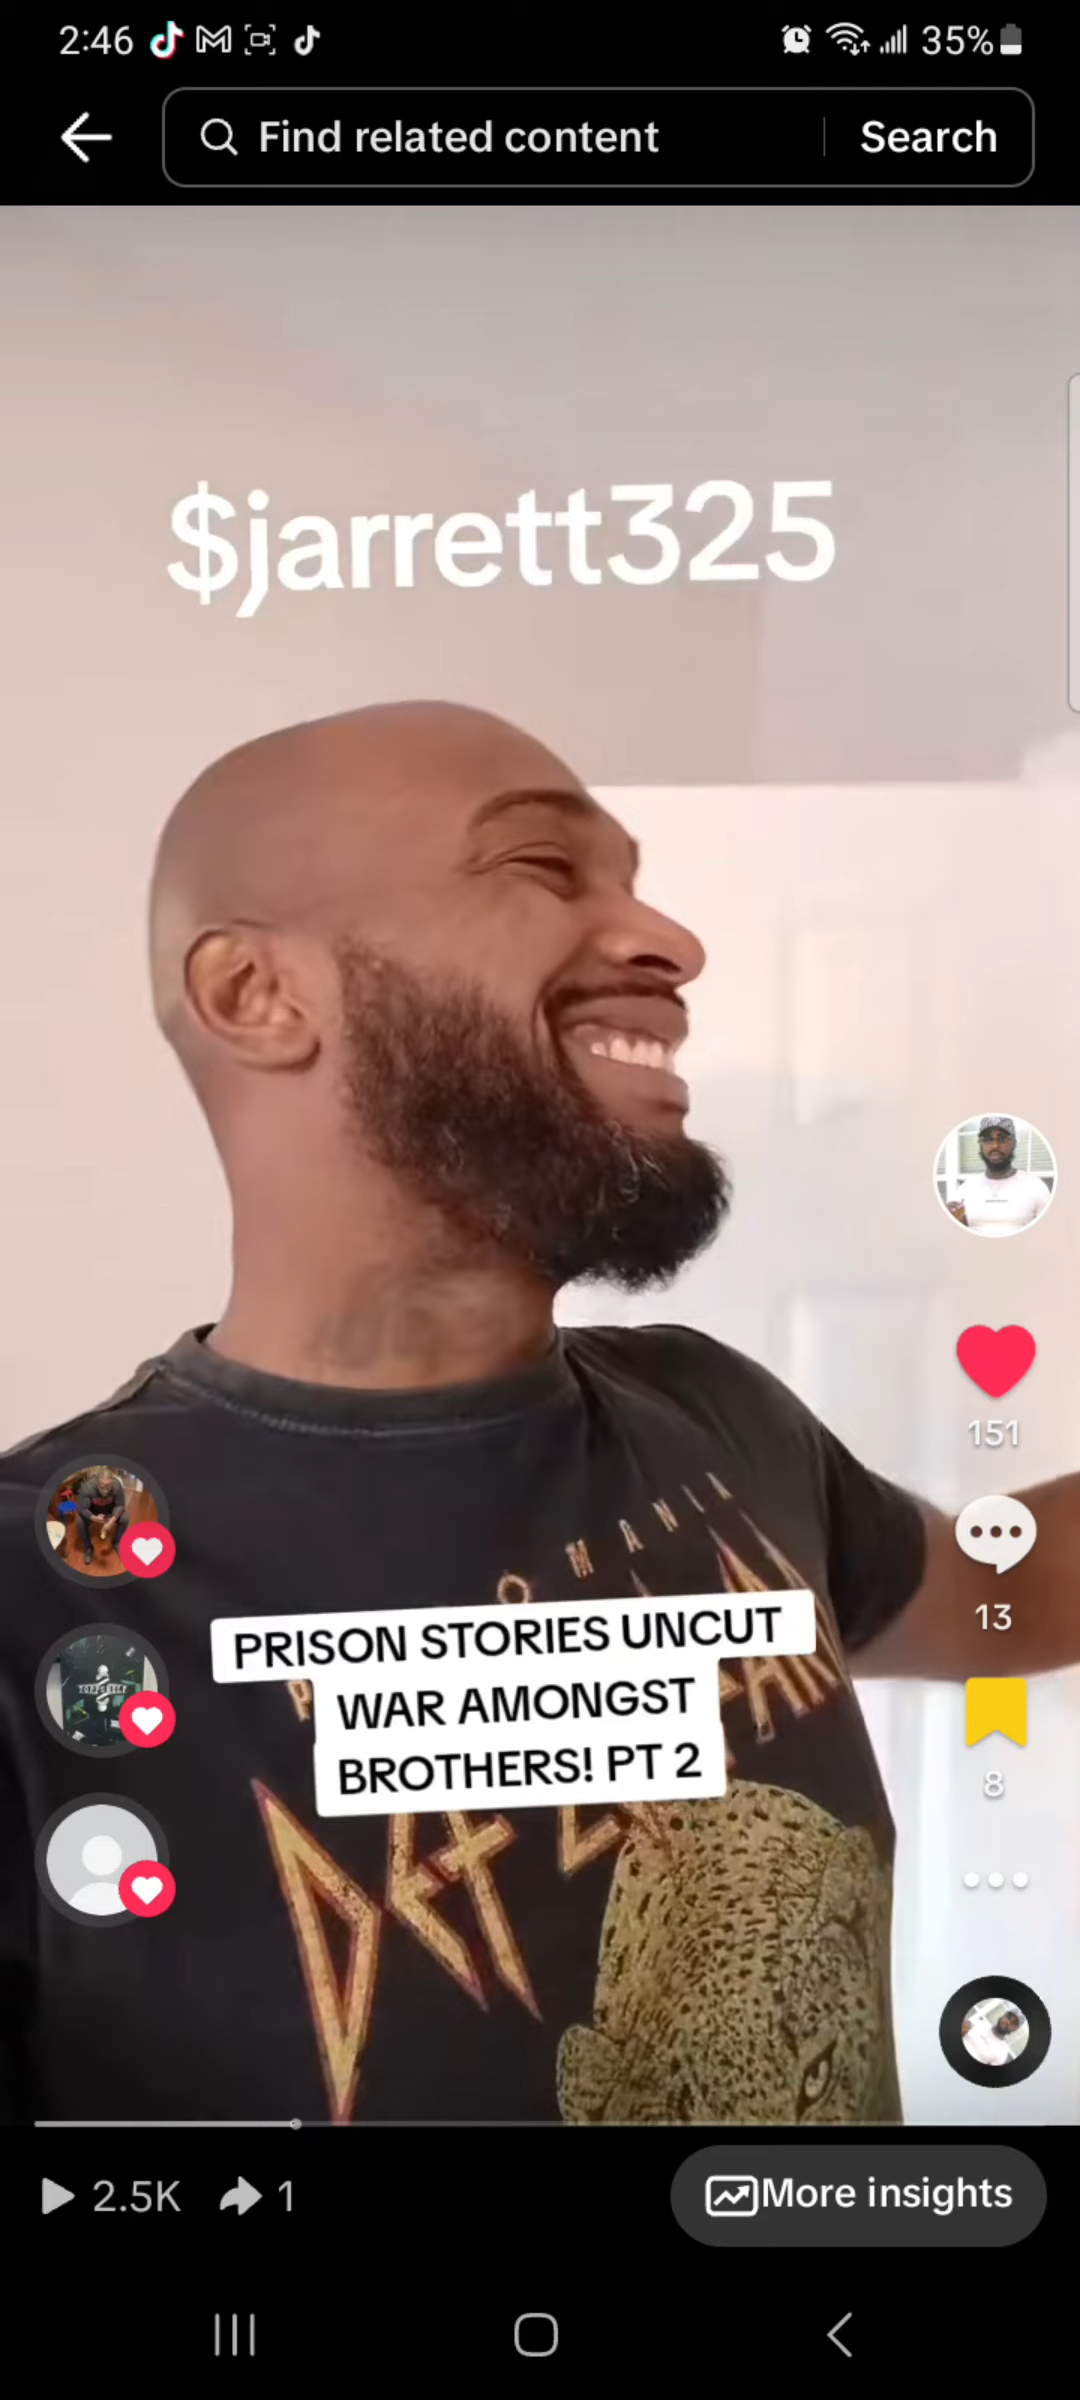 2:46 35%
Find related content Search
$jarrett325
151
13
8
PRISON STORIES UNCUT
WAR AMONGST
BROTHERS! PT 2
DEF
2.5K 1 More insights